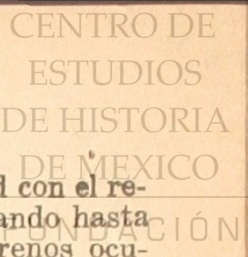 CENTRO DE
ESTUDIOS
DE HISTORIA
DE MEXICO
d con el re-
ando hasta
FUNDACIÓN
renos ocu-